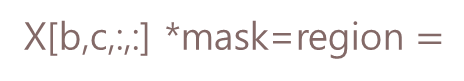 X[b,c,:,:] *mask=region =